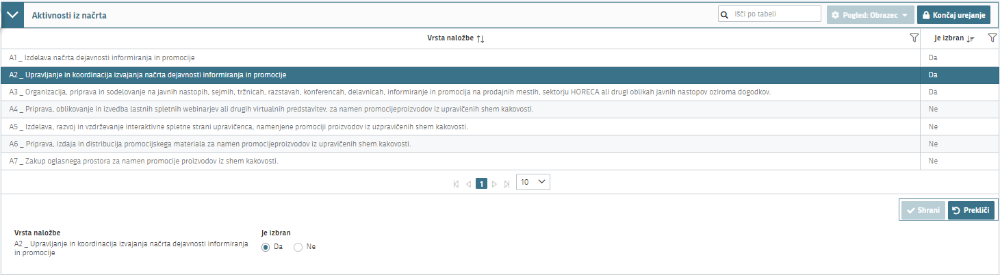 Aktivnosti iz načrta
Išči po tabeli
Pogled: Obrazec
Končaj urejanje
Vrsta naložbe
Je izbran
A1 _ Izdelava načrta dejavnosti informiranja in promocije
Da
A2 _ Upravljanje in koordinacija izvajanja načrta dejavnosti informiranja in promocije
Da
A3 _ Organizacija, priprava in sodelovanje na javnih nastopih, sejmih, tržnicah, razstavah, konferencah, delavnicah, informiranje in promocija na prodajnih mestih, sektorju HORECA ali drugi oblikah javnih nastopov oziroma dogodkov.
Da
A4 _ Priprava, oblikovanje in izvedba lastnih spletnih webinarjev ali drugih virtualnih predstavitev, za namen promocijeproizvodov iz upravičenih shem kakovosti.
Ne
A5 _ Izdelava, razvoj in vzdrževanje interaktivne spletne strani upravičenca, namenjene promociji proizvodov iz uzpravičenih shem kakovosti.
Ne
A6 _ Priprava, izdaja in distribucija promocijskega materiala za namen promocijeproizvodov iz upravičenih shem kakovosti.
Ne
A7 _ Zakup oglasnega prostora za namen promocije proizvodov iz shem kakovosti.
Ne
1
10
Shrani
Prekliči
Vrsta naložbe
A2 _ Upravljanje in koordinacija izvajanja načrta dejavnosti informiranja
in promocije
Je izbran
Da
Ne